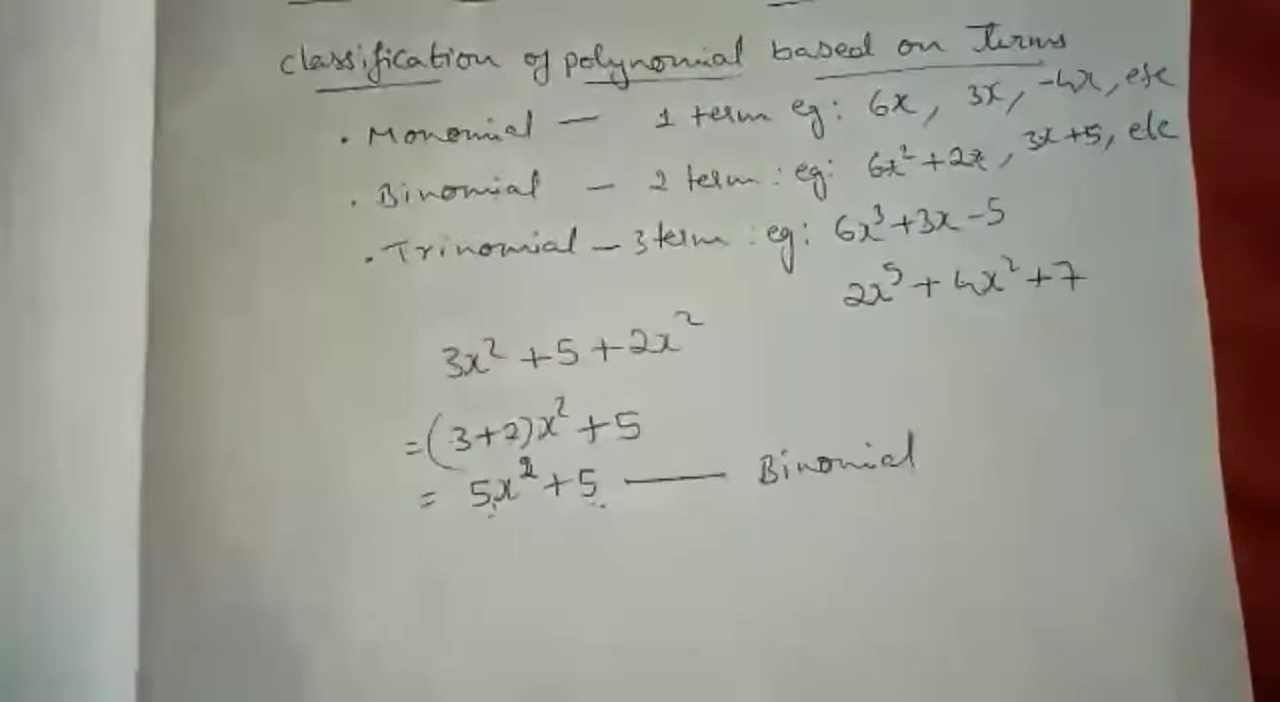 classification of polynomial based on Terms
. Monomial — 1 term eg: 6x, 3x, -4x, etc
. Binomial — 2 term: eg: 6x² + 2x, 3x+5, etc
. Trinomial — 3 term : eg: 6x³+3x-5
2x⁵ + 4x² + 7
3x² + 5 + 2x²
= (3+2)x² + 5
= 5x² + 5 —— Binomial